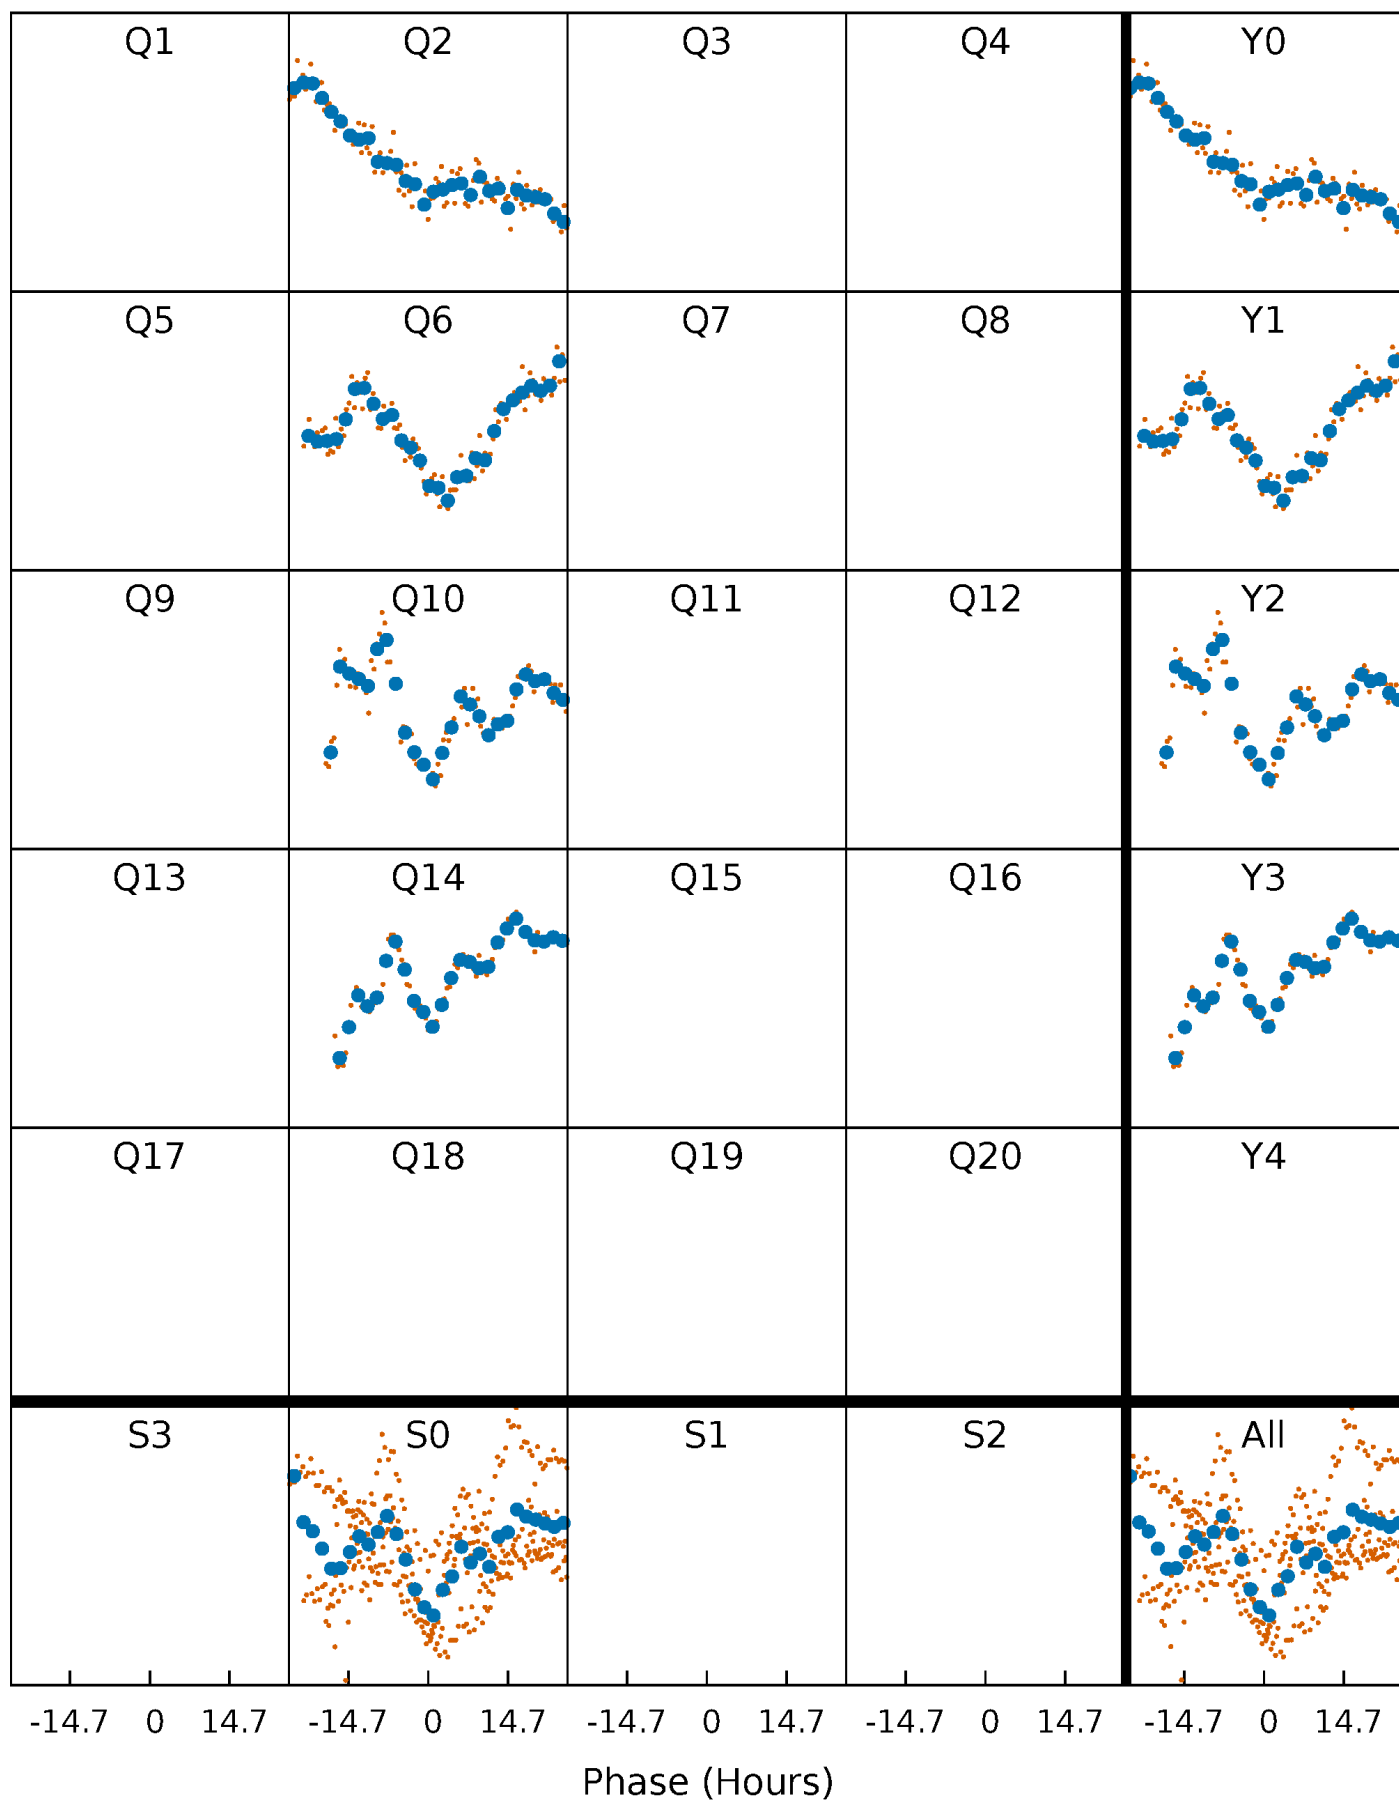 Q1 Q2 Q3 Q4 Y0
Q5 Q6 Q7 Q8 Y1
Q9 Q10 Q11 Q12 Y2
Q13 Q14 Q15 Q16 Y3
Q17 Q18 Q19 Q20 Y4
S3 S0 S1 S2 All
-14.7 0 14.7 -14.7 0 14.7 -14.7 0 14.7 -14.7 0 14.7 -14.7 0 14.7
Phase (Hours)